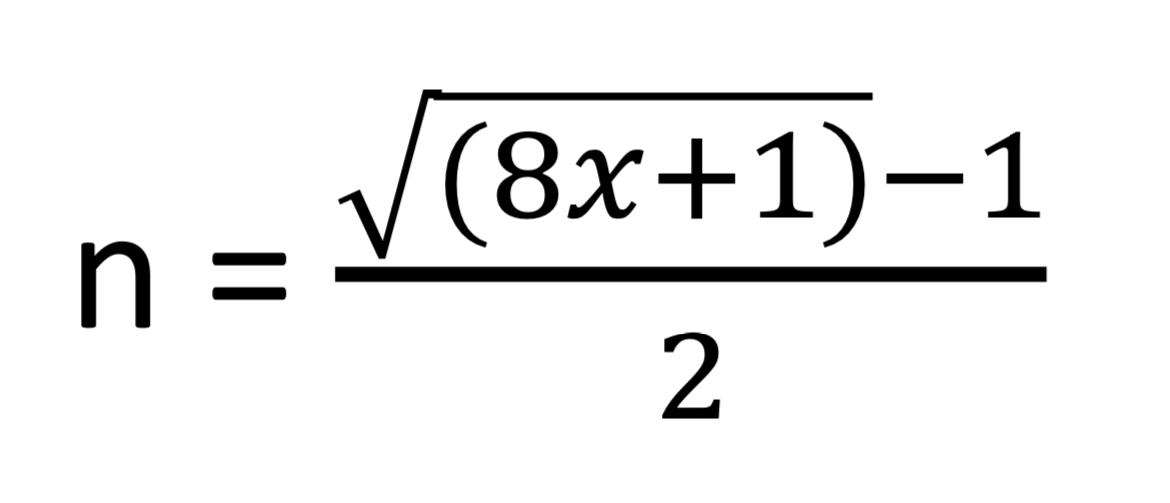 n = √(8x+1)−1
2